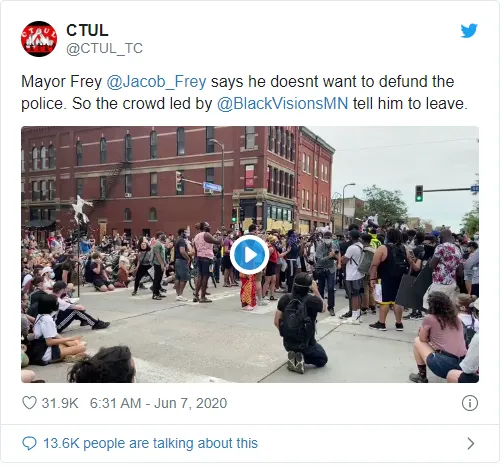 CTUL
@CTUL_TC
Mayor Frey @Jacob_Frey says he doesnt want to defund the
police. So the crowd led by @BlackVisionsMN tell him to leave.
31.9K 6:31 AM - Jun 7, 2020
13.6K people are talking about this